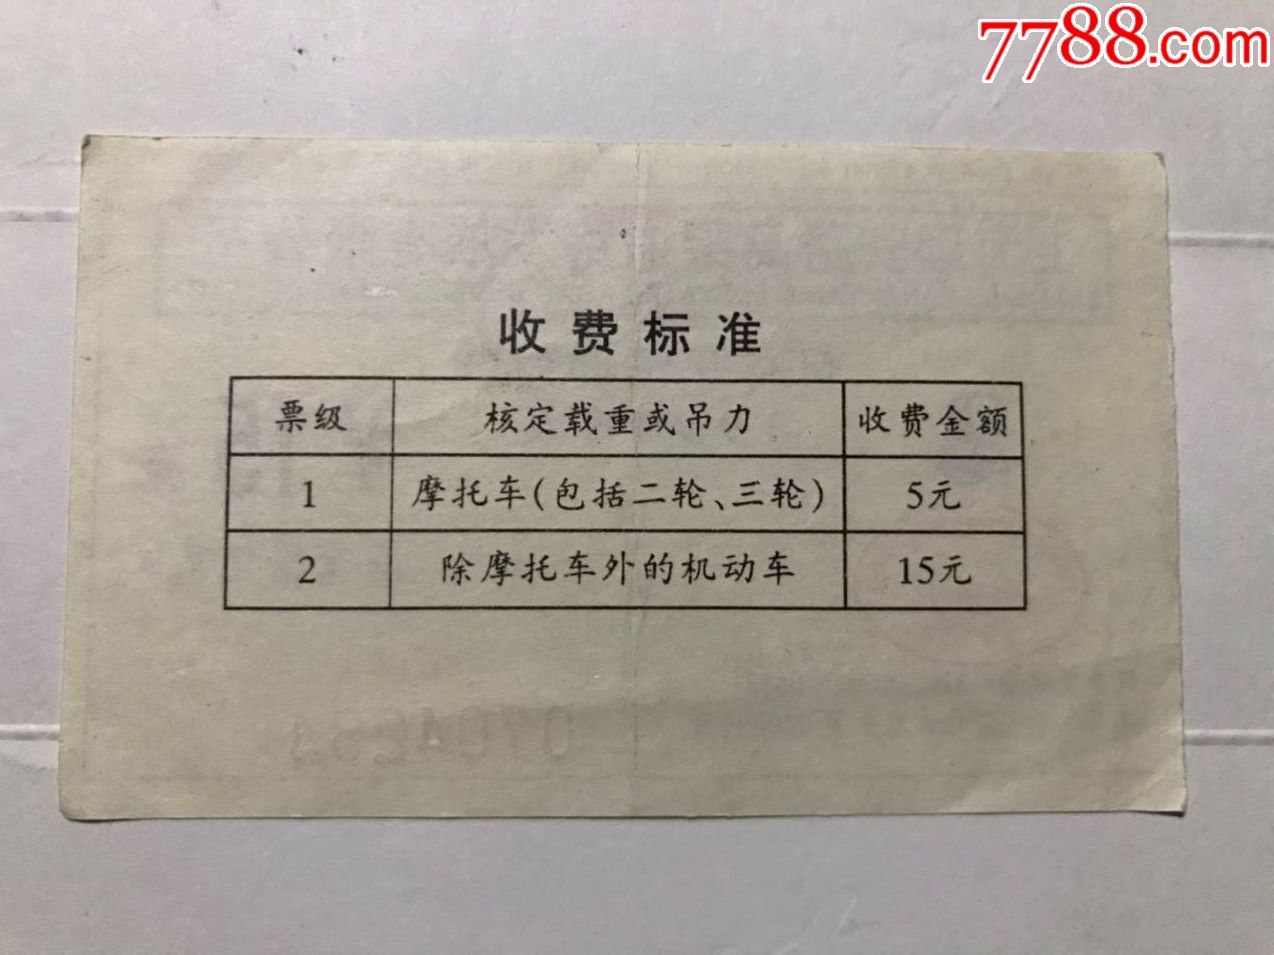 7788.com
收费标准
票级 核定载重或吊力 收费金额
1 摩托车(包括二轮、三轮) 5元
2 除摩托车外的机动车 15元